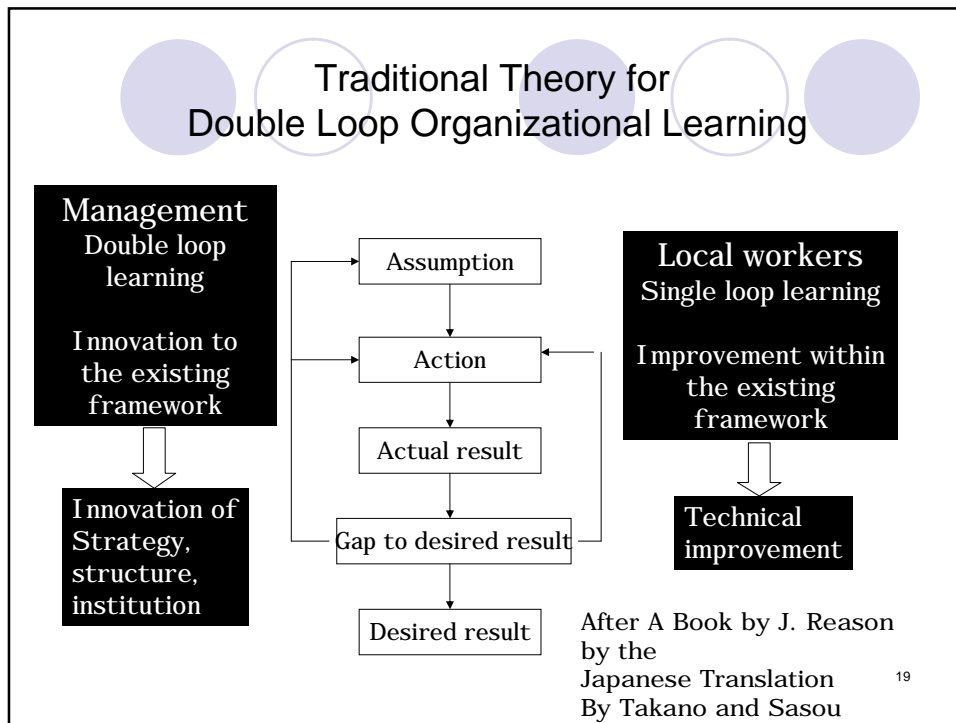 Traditional Theory for
Double Loop Organizational Learning
Management
Double loop
learning
Innovation to
the existing
framework
Innovation of
Strategy,
structure,
institution
Assumption
Action
Actual result
Gap to desired result
Desired result
Local workers
Single loop learning
Improvement within
the existing
framework
Technical
improvement
After A Book by J. Reason
by the
Japanese Translation
By Takano and Sasou
19